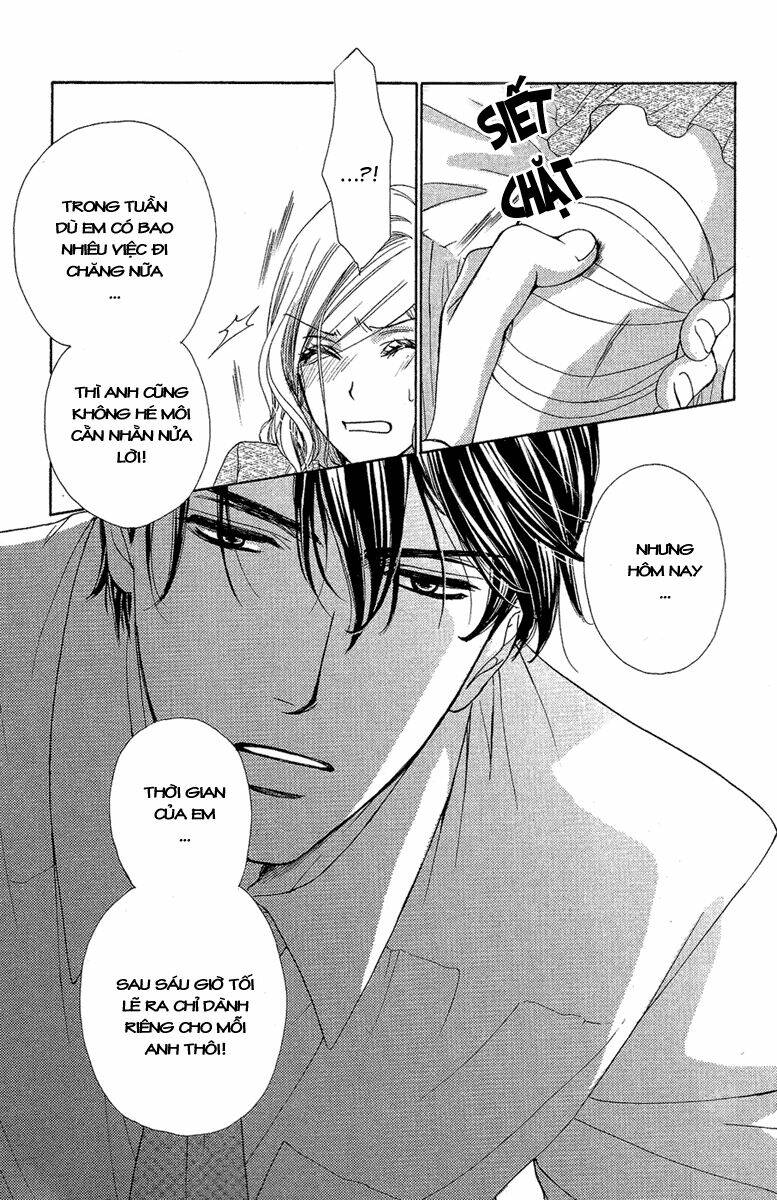 SIẾT
CHẶT
...?!
TRONG TUẦN
DÙ EM CÓ BAO
NHIÊU VIỆC ĐI
CHĂNG NỮA
...
THÌ ANH CŨNG
KHÔNG HÉ MÔI
CẰN NHẰN NỬA
LỜI!
NHƯNG
HÔM NAY
...
THỜI GIAN
CỦA EM
...
SAU SÁU GIỜ TỐI
LẼ RA CHỈ DÀNH
RIÊNG CHO MỖI
ANH THÔI!